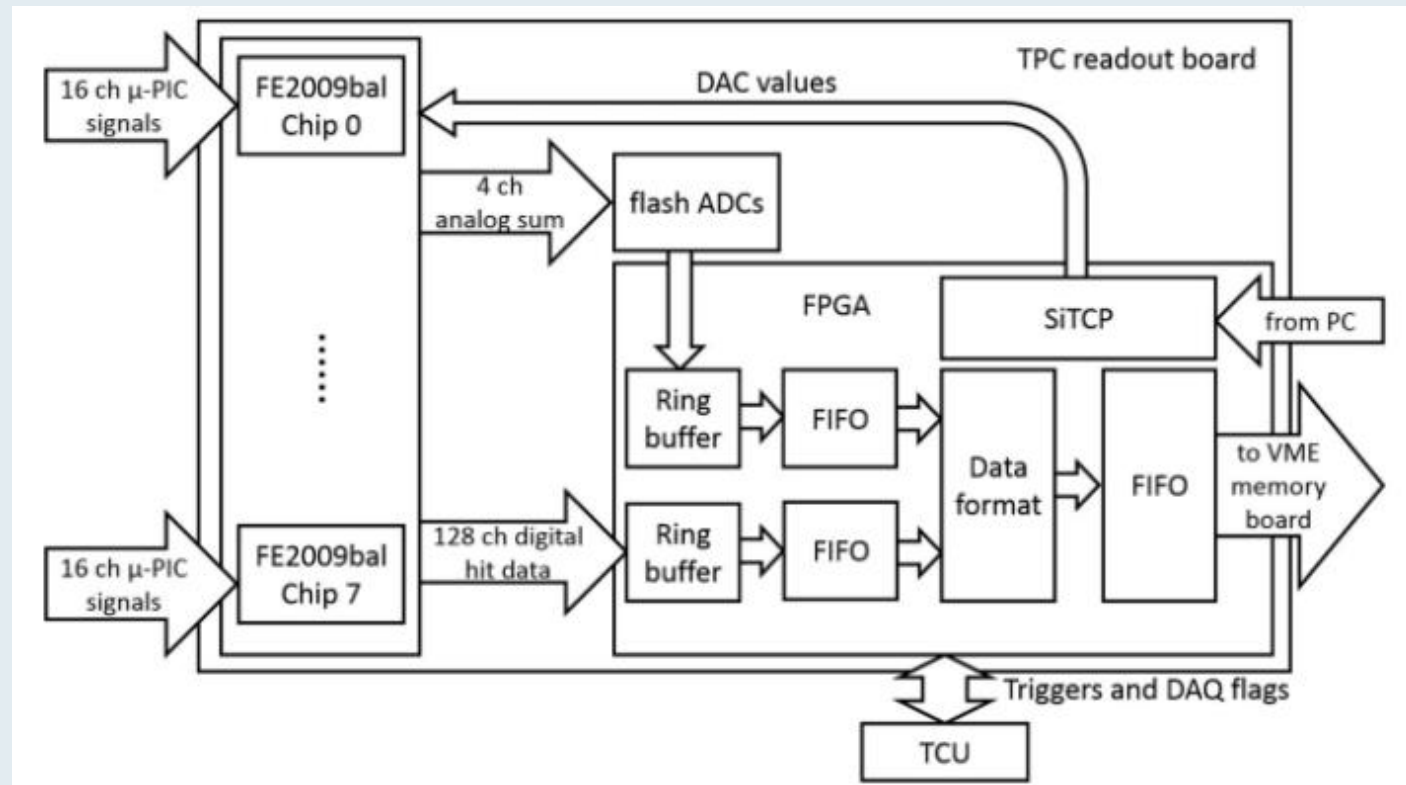 TPC readout board
16 ch μ-PIC
signals
FE2009bal
Chip 0
DAC values
4 ch
analog sum
flash ADCs
FPGA
SiTCP
from PC
Ring
buffer
FIFO
Data
format
FIFO
to VME
memory
board
16 ch μ-PIC
signals
FE2009bal
Chip 7
128 ch digital
hit data
Ring
buffer
FIFO
Triggers and DAQ flags
TCU